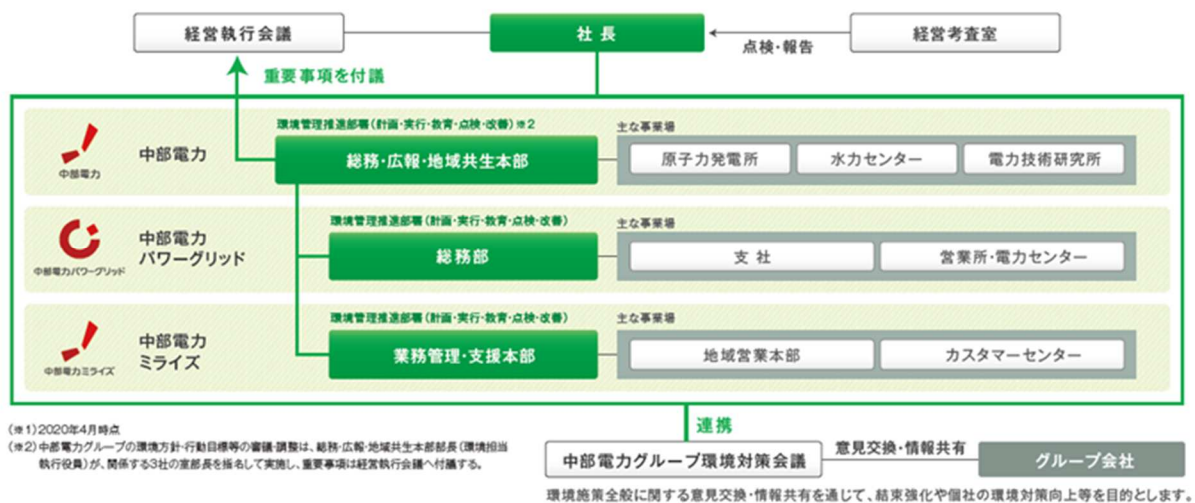 経営執行会議
社長
点検・報告
経営考査室
重要事項を付議
中部電力
中部電力
環境管理推進部署(計画・実行・教育・点検・改善)※2
総務・広報・地域共生本部
主な事業場
原子力発電所
水力センター
電力技術研究所
中部電力パワーグリッド
中部電力
パワーグリッド
環境管理推進部署(計画・実行・教育・点検・改善)
総務部
主な事業場
支社
営業所・電力センター
中部電力ミライズ
中部電力
ミライズ
環境管理推進部署(計画・実行・教育・点検・改善)
業務管理・支援本部
主な事業場
地域営業本部
カスタマーセンター
(※1)2020年4月時点
(※2)中部電力グループの環境方針・行動目標等の審議・調整は、総務・広報・地域共生本部部長(環境担当
執行役員)が、関係する3社の室部長を指名して実施し、重要事項は経営執行会議へ付議する。
連携
中部電力グループ環境対策会議
意見交換・情報共有
グループ会社
環境施策全般に関する意見交換・情報共有を通じて、結束強化や個社の環境対策向上等を目的とします。